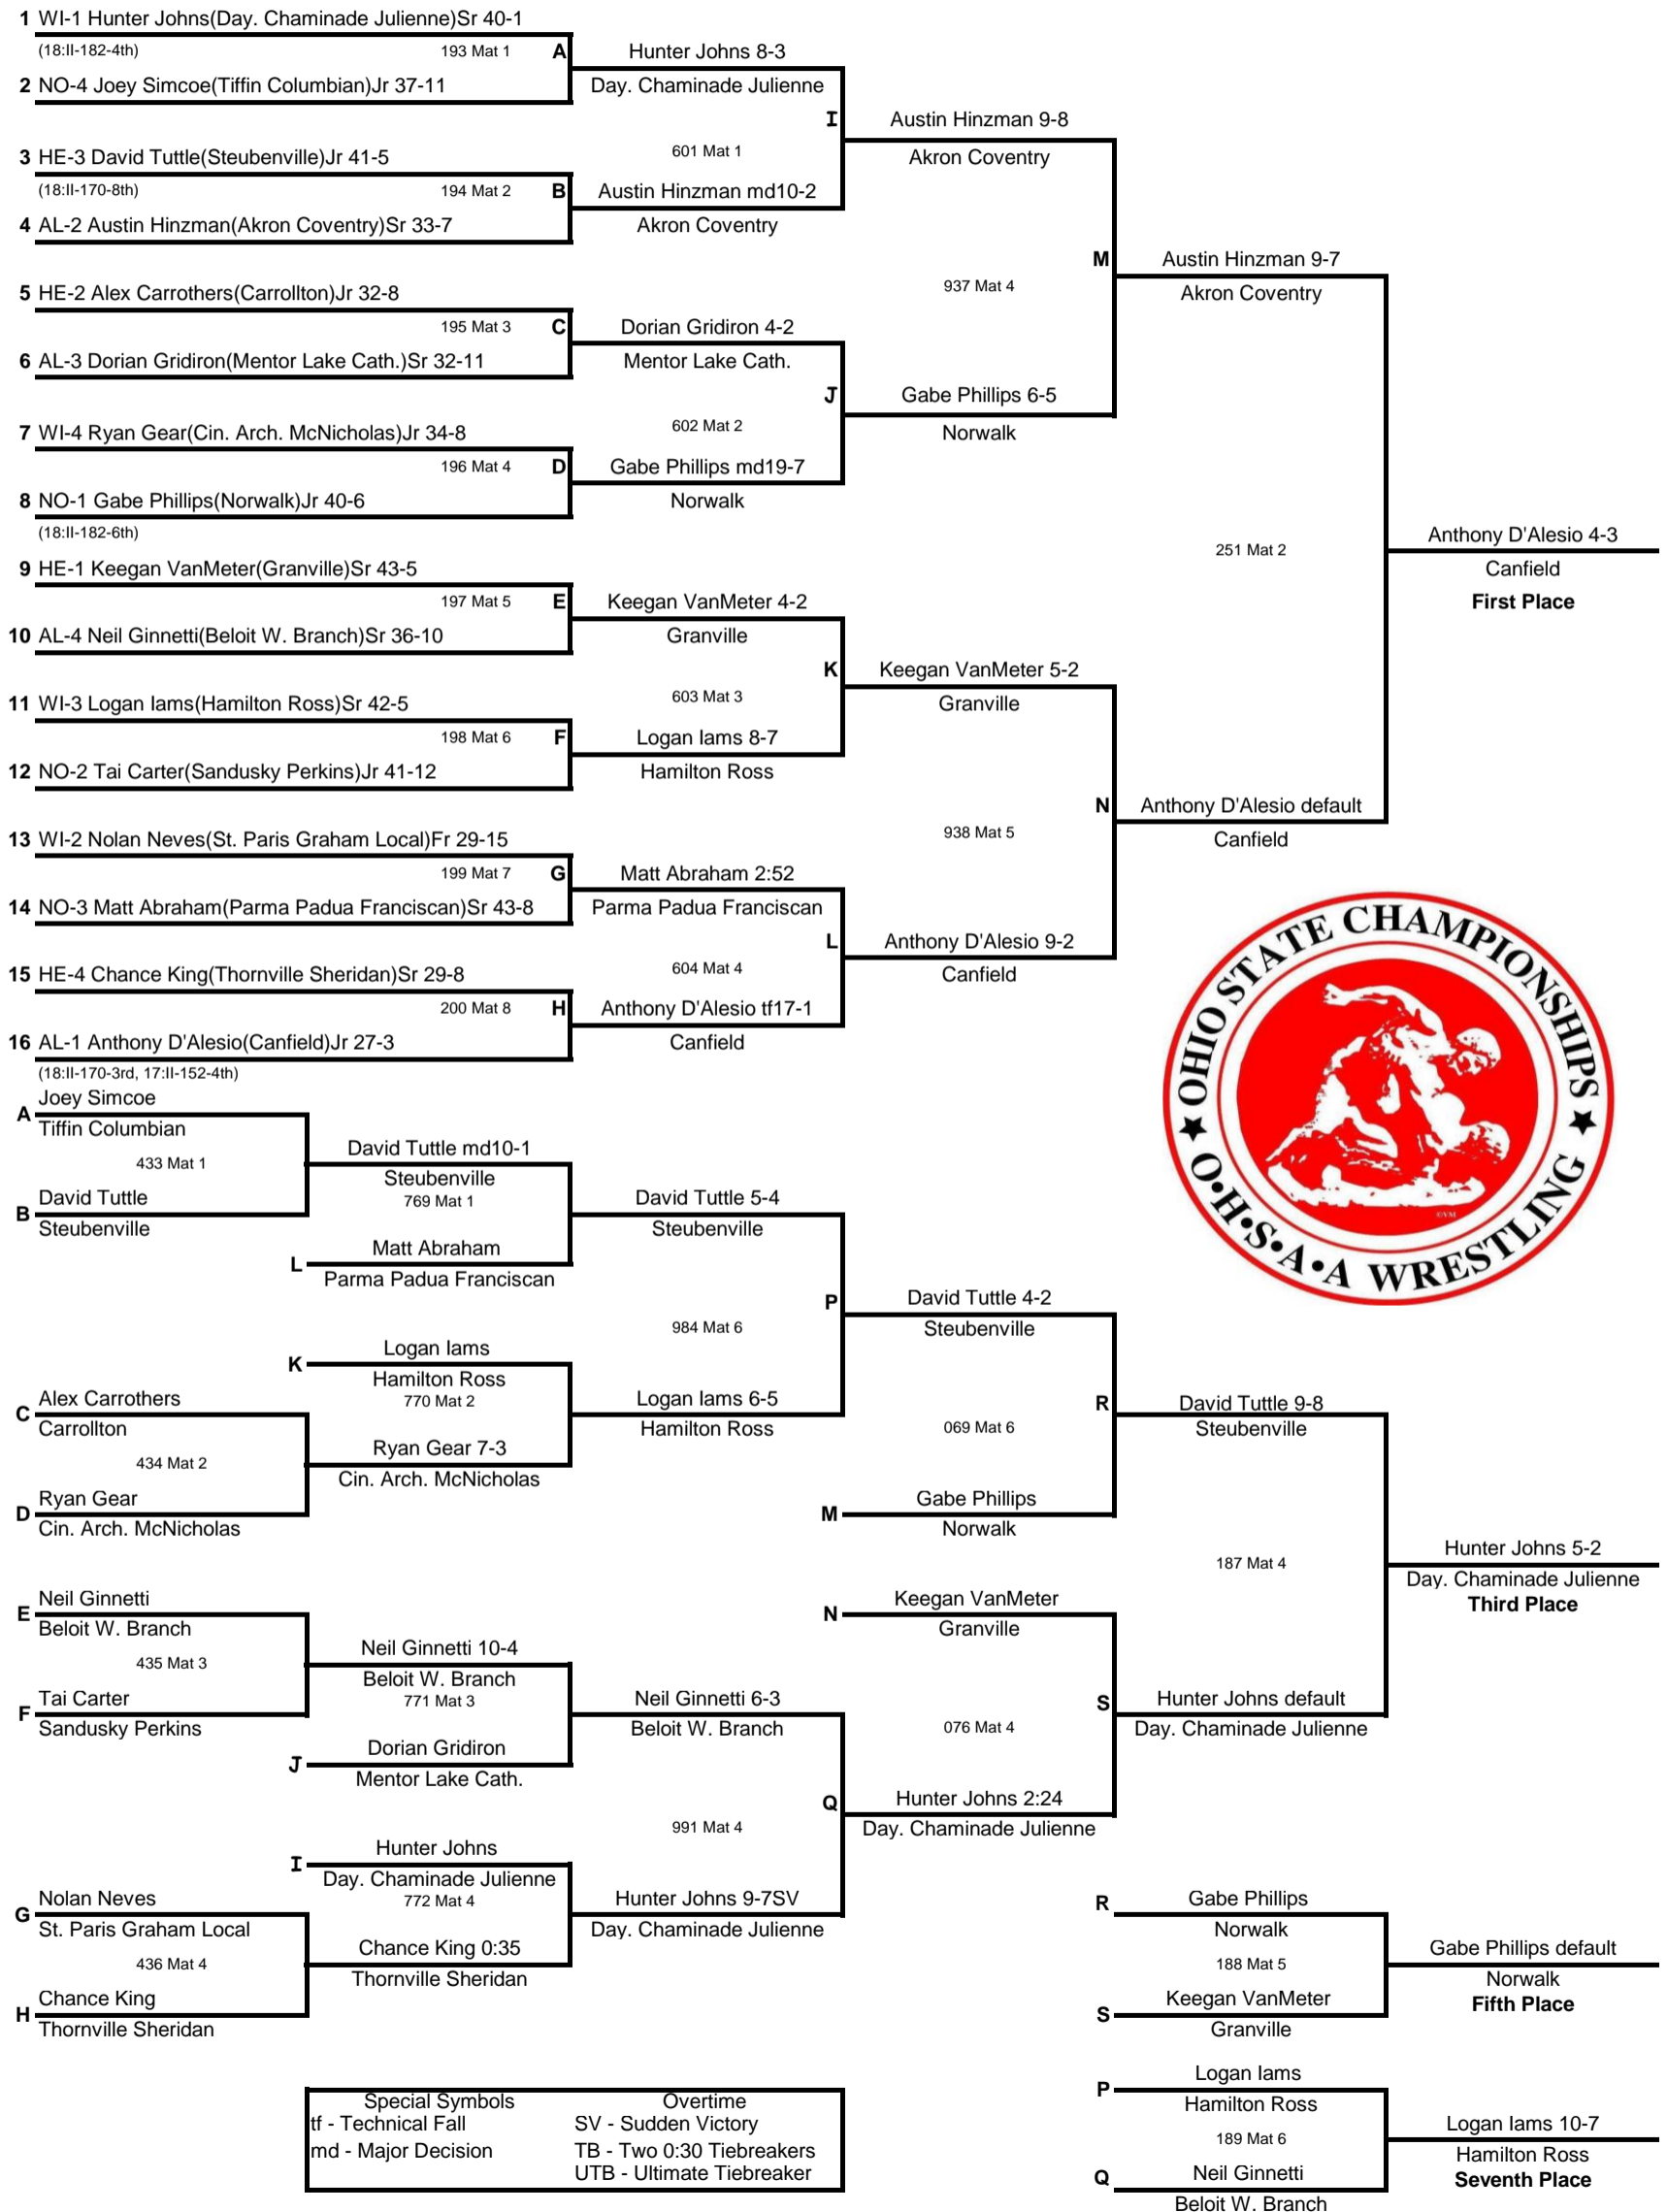 1 WI-1 Hunter Johns(Day. Chaminade Julienne)Sr 40-1
(18:II-182-4th) 193 Mat 1 A
2 NO-4 Joey Simcoe(Tiffin Columbian)Jr 37-11
Hunter Johns 8-3
Day. Chaminade Julienne
3 HE-3 David Tuttle(Steubenville)Jr 41-5
(18:II-170-8th) 194 Mat 2 B
4 AL-2 Austin Hinzman(Akron Coventry)Sr 33-7
601 Mat 1 I
Austin Hinzman md10-2
Akron Coventry
Austin Hinzman 9-8
Akron Coventry
5 HE-2 Alex Carrothers(Carrollton)Jr 32-8
195 Mat 3 C
6 AL-3 Dorian Gridiron(Mentor Lake Cath.)Sr 32-11
Dorian Gridiron 4-2
Mentor Lake Cath.
937 Mat 4 M
Austin Hinzman 9-7
Akron Coventry
7 WI-4 Ryan Gear(Cin. Arch. McNicholas)Jr 34-8
196 Mat 4 D
8 NO-1 Gabe Phillips(Norwalk)Jr 40-6
(18:II-182-6th)
602 Mat 2 J
Gabe Phillips md19-7
Norwalk
Gabe Phillips 6-5
Norwalk
251 Mat 2
Anthony D'Alesio 4-3
Canfield
First Place
9 HE-1 Keegan VanMeter(Granville)Sr 43-5
197 Mat 5 E
10 AL-4 Neil Ginnetti(Beloit W. Branch)Sr 36-10
Keegan VanMeter 4-2
Granville
11 WI-3 Logan Iams(Hamilton Ross)Sr 42-5
198 Mat 6 F
12 NO-2 Tai Carter(Sandusky Perkins)Jr 41-12
603 Mat 3 K
Logan Iams 8-7
Hamilton Ross
Keegan VanMeter 5-2
Granville
13 WI-2 Nolan Neves(St. Paris Graham Local)Fr 29-15
199 Mat 7 G
14 NO-3 Matt Abraham(Parma Padua Franciscan)Sr 43-8
Matt Abraham 2:52
Parma Padua Franciscan
938 Mat 5 N
Anthony D'Alesio default
Canfield
15 HE-4 Chance King(Thornville Sheridan)Sr 29-8
200 Mat 8 H
16 AL-1 Anthony D'Alesio(Canfield)Jr 27-3
(18:II-170-3rd, 17:II-152-4th)
604 Mat 4 L
Anthony D'Alesio tf17-1
Canfield
Anthony D'Alesio 9-2
Canfield
★ OHIO STATE CHAMPIONSHIPS ★
O•H•S•A•A WRESTLING
©YM
A Joey Simcoe
Tiffin Columbian
433 Mat 1
B David Tuttle
Steubenville
David Tuttle md10-1
Steubenville
769 Mat 1
L Matt Abraham
Parma Padua Franciscan
David Tuttle 5-4
Steubenville
984 Mat 6 P
David Tuttle 4-2
Steubenville
K Logan Iams
Hamilton Ross
770 Mat 2
C Alex Carrothers
Carrollton
434 Mat 2
D Ryan Gear
Cin. Arch. McNicholas
Ryan Gear 7-3
Cin. Arch. McNicholas
Logan Iams 6-5
Hamilton Ross
069 Mat 6 R
M Gabe Phillips
Norwalk
David Tuttle 9-8
Steubenville
187 Mat 4
Hunter Johns 5-2
Day. Chaminade Julienne
Third Place
E Neil Ginnetti
Beloit W. Branch
435 Mat 3
F Tai Carter
Sandusky Perkins
Neil Ginnetti 10-4
Beloit W. Branch
771 Mat 3
J Dorian Gridiron
Mentor Lake Cath.
Neil Ginnetti 6-3
Beloit W. Branch
N Keegan VanMeter
Granville
076 Mat 4 S
Hunter Johns default
Day. Chaminade Julienne
991 Mat 4 Q
Hunter Johns 2:24
Day. Chaminade Julienne
I Hunter Johns
Day. Chaminade Julienne
772 Mat 4
G Nolan Neves
St. Paris Graham Local
436 Mat 4
H Chance King
Thornville Sheridan
Chance King 0:35
Thornville Sheridan
Hunter Johns 9-7SV
Day. Chaminade Julienne
R Gabe Phillips
Norwalk
188 Mat 5
S Keegan VanMeter
Granville
Gabe Phillips default
Norwalk
Fifth Place
P Logan Iams
Hamilton Ross
189 Mat 6
Q Neil Ginnetti
Beloit W. Branch
Logan Iams 10-7
Hamilton Ross
Seventh Place
Special Symbols Overtime
tf - Technical Fall SV - Sudden Victory
md - Major Decision TB - Two 0:30 Tiebreakers
UTB - Ultimate Tiebreaker